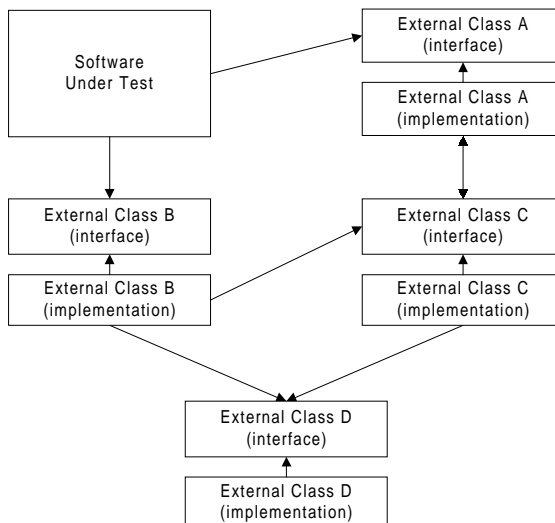 Software
Under Test
External Class A
(interface)
External Class A
(implementation)
External Class B
(interface)
External Class C
(interface)
External Class B
(implementation)
External Class C
(implementation)
External Class D
(interface)
External Class D
(implementation)